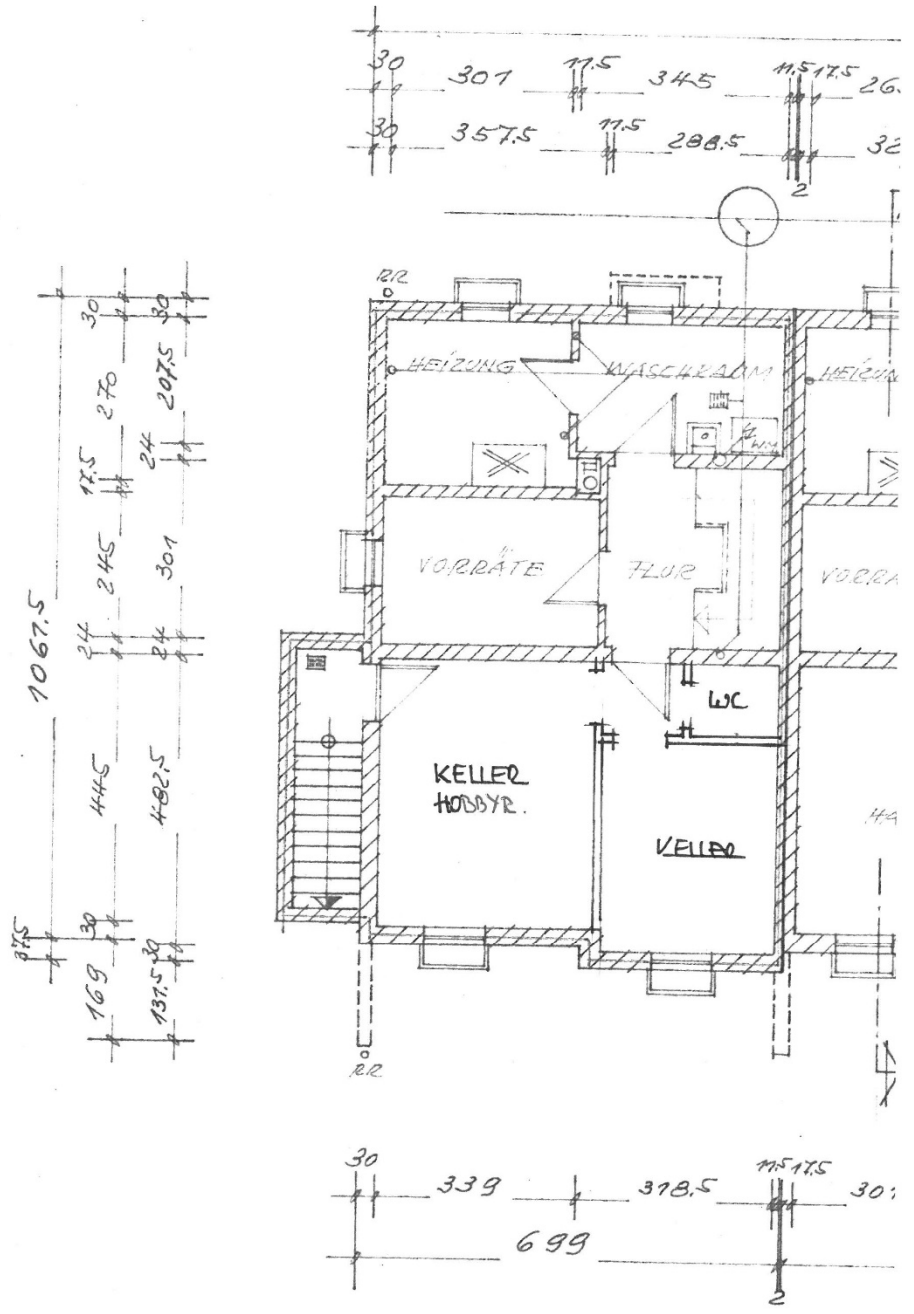 30 301 11.5 345 11.5 17.5
30 357.5 11.5 288.5
2
RR
HEIZUNG WASCHRAUM
WM
VORRÄTE FLUR
WC
KELLER
HOBBYR.
KELLER
RR
30 270 17.5 245 24 445 30 169
30 207.5 24 301 24 482.5 30 131.5
1067.5 37.5
30 339 318.5 11.5 17.5
699
2